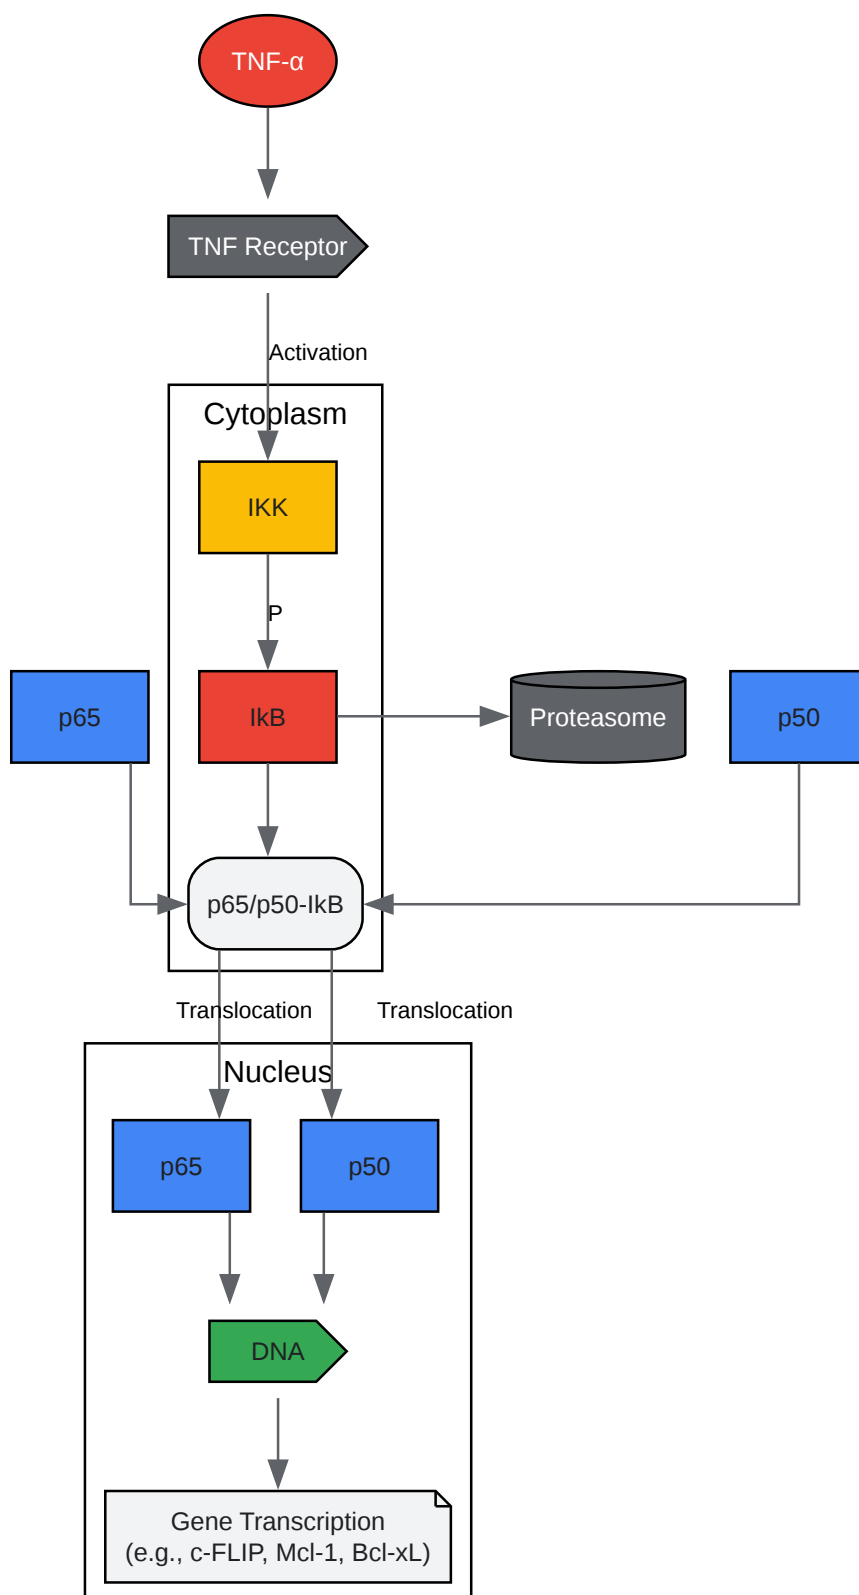 TNF-α
TNF Receptor
Activation
Cytoplasm
IKK
P
p65
IkB
Proteasome
p50
p65/p50-IkB
Translocation
Translocation
Nucleus
p65
p50
DNA
Gene Transcription
(e.g., c-FLIP, Mcl-1, Bcl-xL)